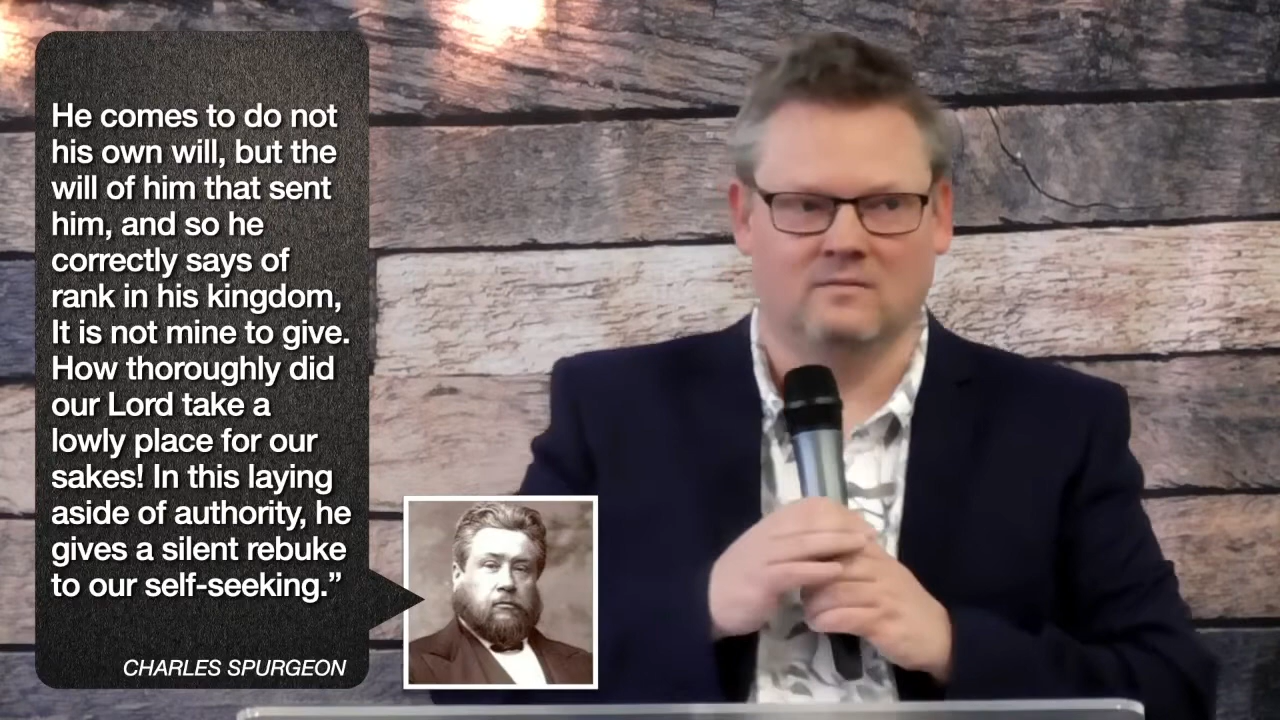 He comes to do not
his own will, but the
will of him that sent
him, and so he
correctly says of
rank in his kingdom,
It is not mine to give.
How thoroughly did
our Lord take a
lowly place for our
sakes! In this laying
aside of authority, he
gives a silent rebuke
to our self-seeking.”
CHARLES SPURGEON